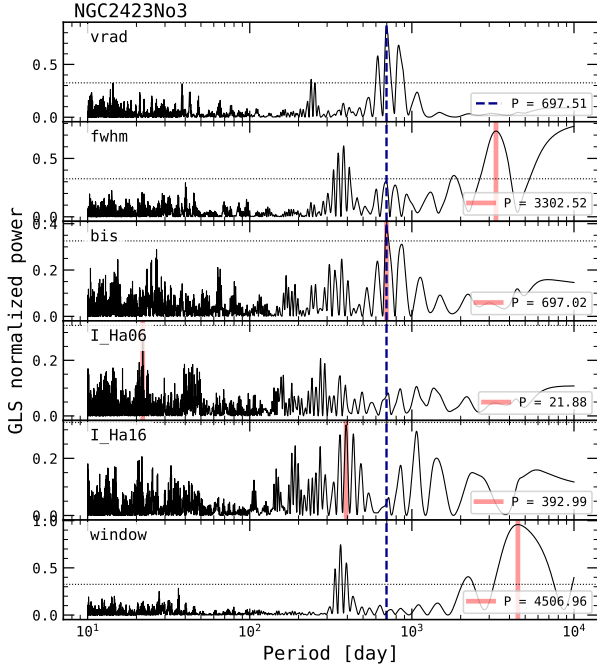 NGC2423No3
vrad
0.5
0.0
P = 697.51
fwhm
0.5
0.0
P = 3302.52
bis
0.4
0.2
0.0
P = 697.02
I_Ha06
0.2
0.0
P = 21.88
I_Ha16
0.2
0.0
P = 392.99
1.0
window
0.5
0.0
P = 4506.96
10¹ 10² 10³ 10⁴
Period [day]
GLS normalized power